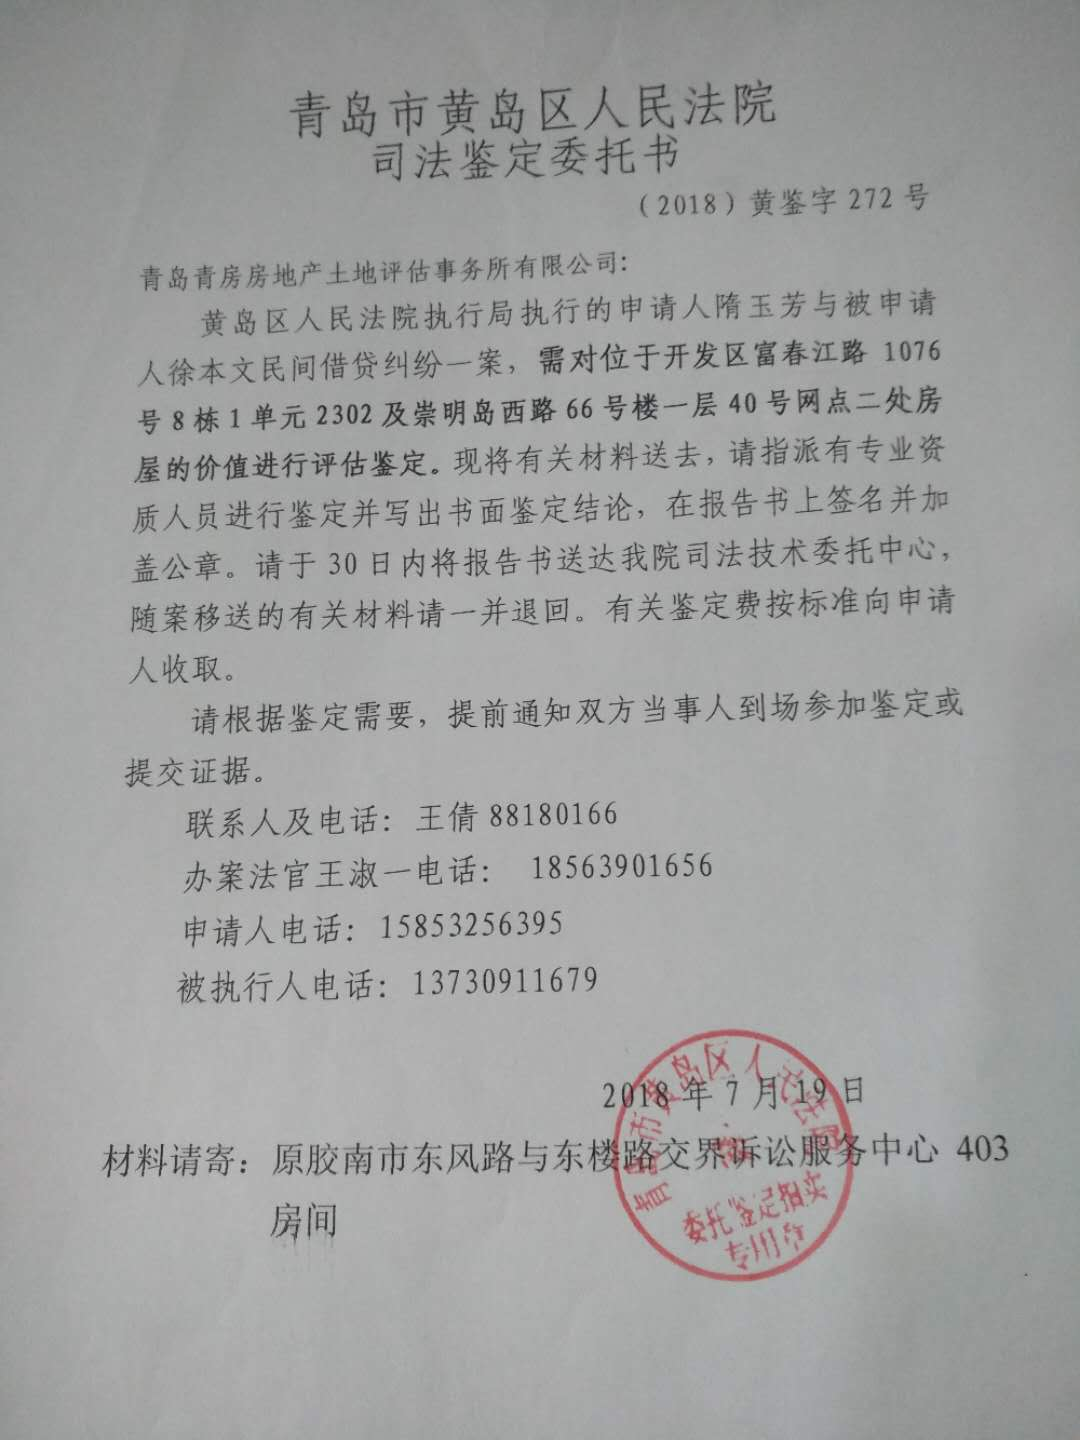 青岛市黄岛区人民法院
司法鉴定委托书
（2018）黄鉴字 272 号
青岛青房房地产土地评估事务所有限公司：
黄岛区人民法院执行局执行的申请人隋玉芳与被申请
人徐本文民间借贷纠纷一案，需对位于开发区富春江路 1076
号 8 栋 1 单元 2302 及崇明岛西路 66 号楼一层 40 号网点二处房
屋的价值进行评估鉴定。现将有关材料送去，请指派有专业资
质人员进行鉴定并写出书面鉴定结论，在报告书上签名并加
盖公章。请于 30 日内将报告书送达我院司法技术委托中心，
随案移送的有关材料请一并退回。有关鉴定费按标准向申请
人收取。
请根据鉴定需要，提前通知双方当事人到场参加鉴定或
提交证据。
联系人及电话：王倩 88180166
办案法官王淑一电话： 18563901656
申请人电话：15853256395
被执行人电话：13730911679
2018 年 7 月 19 日
材料请寄：原胶南市东风路与东楼路交界诉讼服务中心 403
房间
青岛市黄岛区人民法院
委托鉴定拍卖
专用章